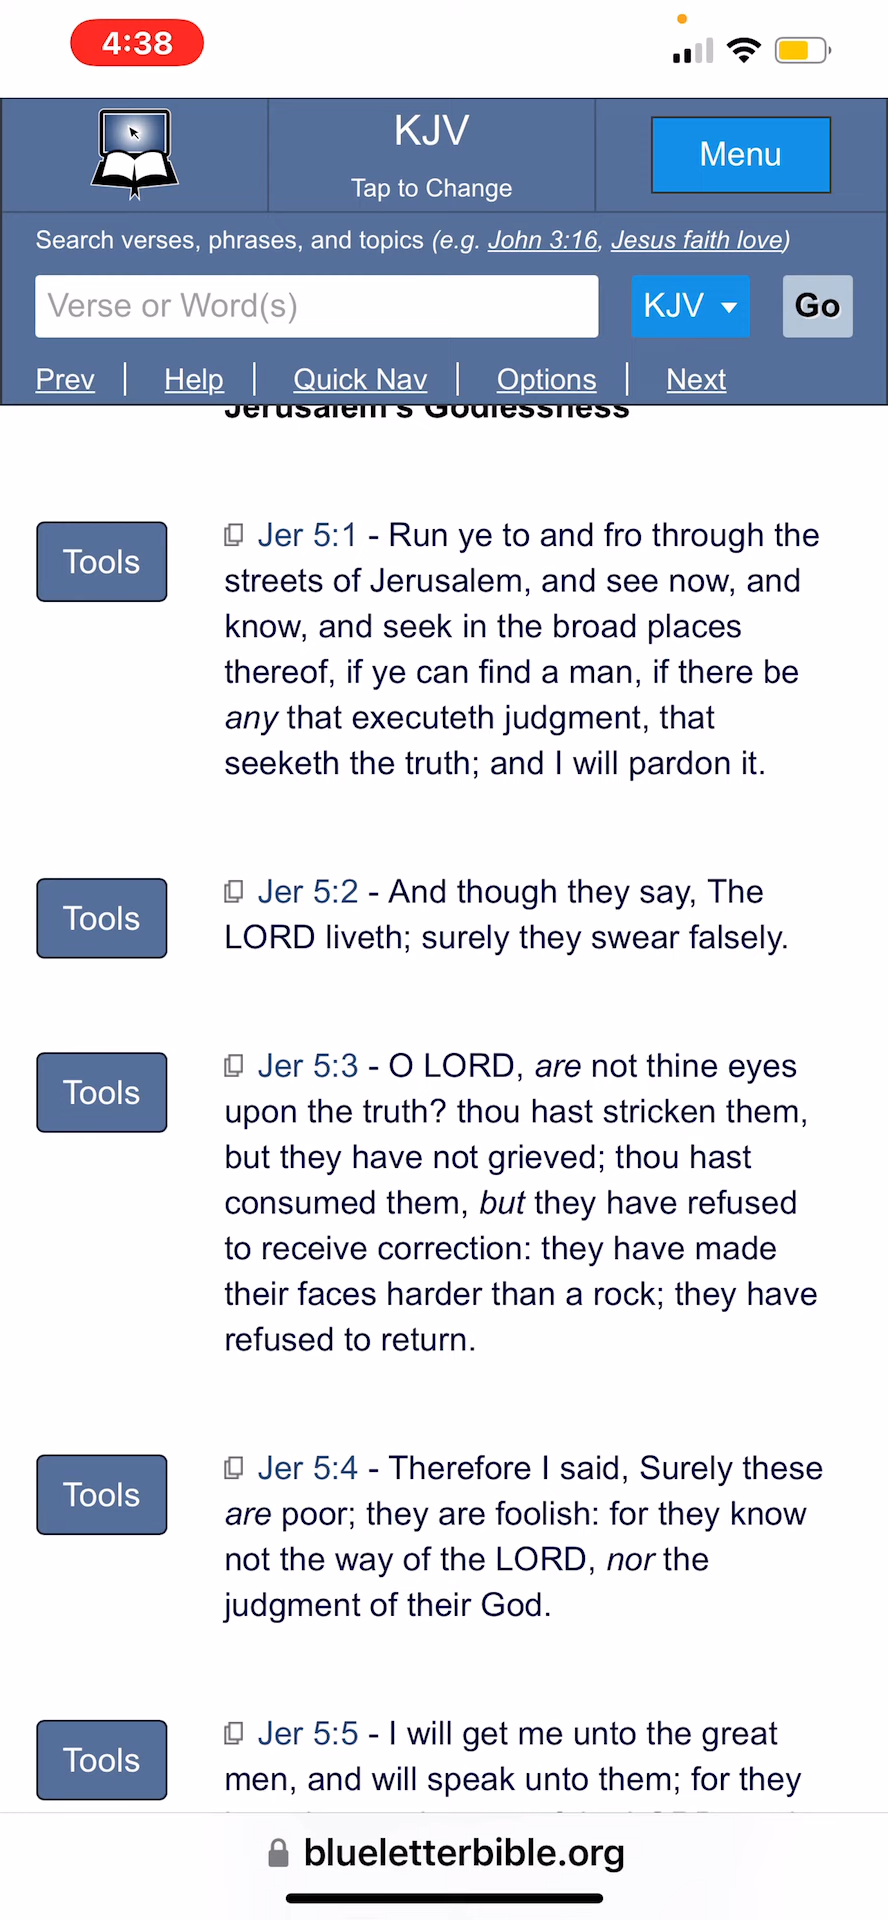 4:38
KJV
Tap to Change
Menu
Search verses, phrases, and topics (e.g. John 3:16, Jesus faith love)
Verse or Word(s)
KJV
Go
Prev | Help | Quick Nav | Options | Next
Jerusalem's Godlessness
Tools
Jer 5:1 - Run ye to and fro through the
streets of Jerusalem, and see now, and
know, and seek in the broad places
thereof, if ye can find a man, if there be
any that executeth judgment, that
seeketh the truth; and I will pardon it.
Tools
Jer 5:2 - And though they say, The
LORD liveth; surely they swear falsely.
Tools
Jer 5:3 - O LORD, are not thine eyes
upon the truth? thou hast stricken them,
but they have not grieved; thou hast
consumed them, but they have refused
to receive correction: they have made
their faces harder than a rock; they have
refused to return.
Tools
Jer 5:4 - Therefore I said, Surely these
are poor; they are foolish: for they know
not the way of the LORD, nor the
judgment of their God.
Tools
Jer 5:5 - I will get me unto the great
men, and will speak unto them; for they
blueletterbible.org